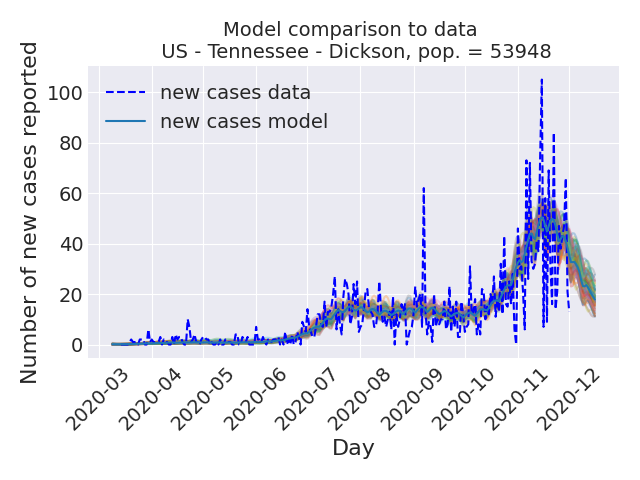 Model comparison to data
US - Tennessee - Dickson, pop. = 53948
Number of new cases reported
100
80
60
40
20
0
new cases data
new cases model
2020-03
2020-04
2020-05
2020-06
2020-07
2020-08
2020-09
2020-10
2020-11
2020-12
Day